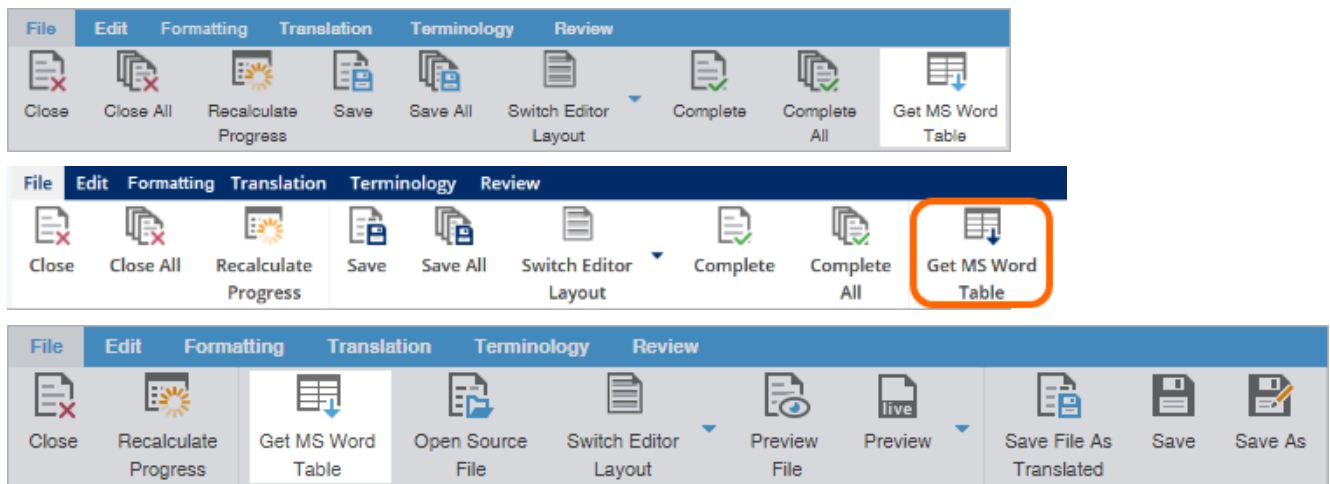 File Edit Formatting Translation Terminology Review
Close Close All Recalculate Save Save All Switch Editor Complete Complete Get MS Word
Progress Layout All Table
File Edit Formatting Translation Terminology Review
Close Close All Recalculate Save Save All Switch Editor Complete Complete Get MS Word
Progress Layout All Table
File Edit Formatting Translation Terminology Review
live
Close Recalculate Get MS Word Open Source Switch Editor Preview Preview Save File As Save Save As
Progress Table File Layout File Translated